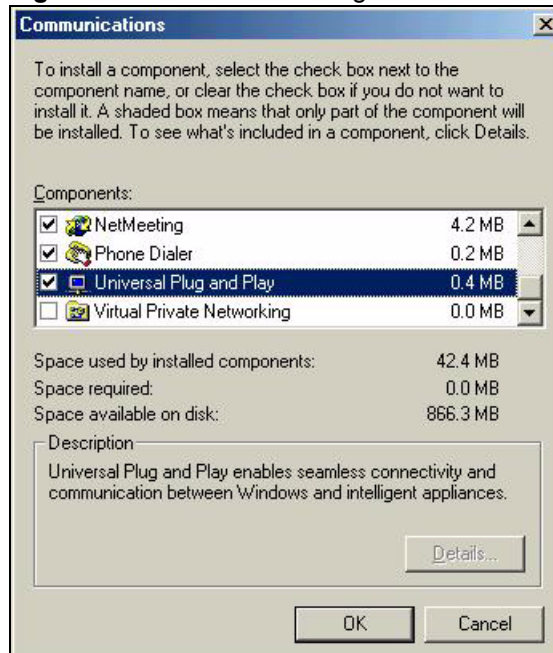 Communications
To install a component, select the check box next to the
component name, or clear the check box if you do not want to
install it. A shaded box means that only part of the component will
be installed. To see what's included in a component, click Details.
Components:
NetMeeting 4.2 MB
Phone Dialer 0.2 MB
Universal Plug and Play 0.4 MB
Virtual Private Networking 0.0 MB
Space used by installed components: 42.4 MB
Space required: 0.0 MB
Space available on disk: 866.3 MB
Description
Universal Plug and Play enables seamless connectivity and
communication between Windows and intelligent appliances.
Details...
OK Cancel